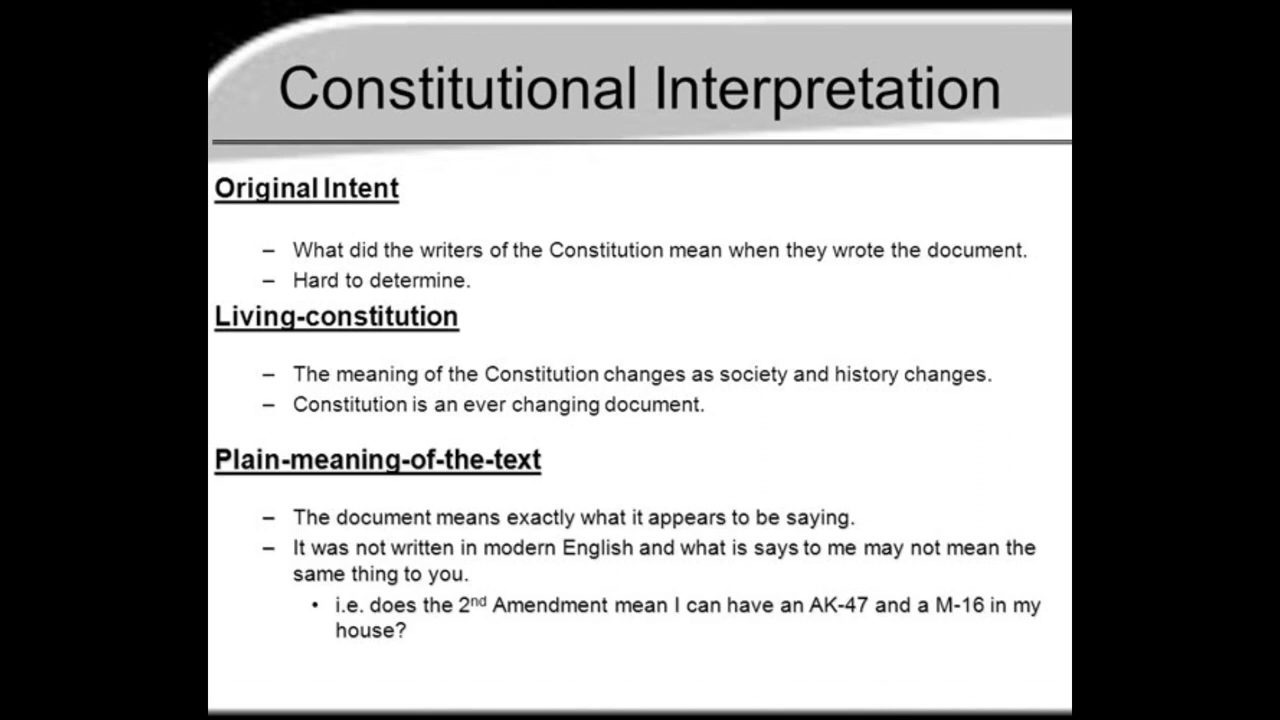 Constitutional Interpretation
Original Intent
– What did the writers of the Constitution mean when they wrote the document.
– Hard to determine.
Living-constitution
– The meaning of the Constitution changes as society and history changes.
– Constitution is an ever changing document.
Plain-meaning-of-the-text
– The document means exactly what it appears to be saying.
– It was not written in modern English and what is says to me may not mean the
same thing to you.
• i.e. does the 2nd Amendment mean I can have an AK-47 and a M-16 in my
house?